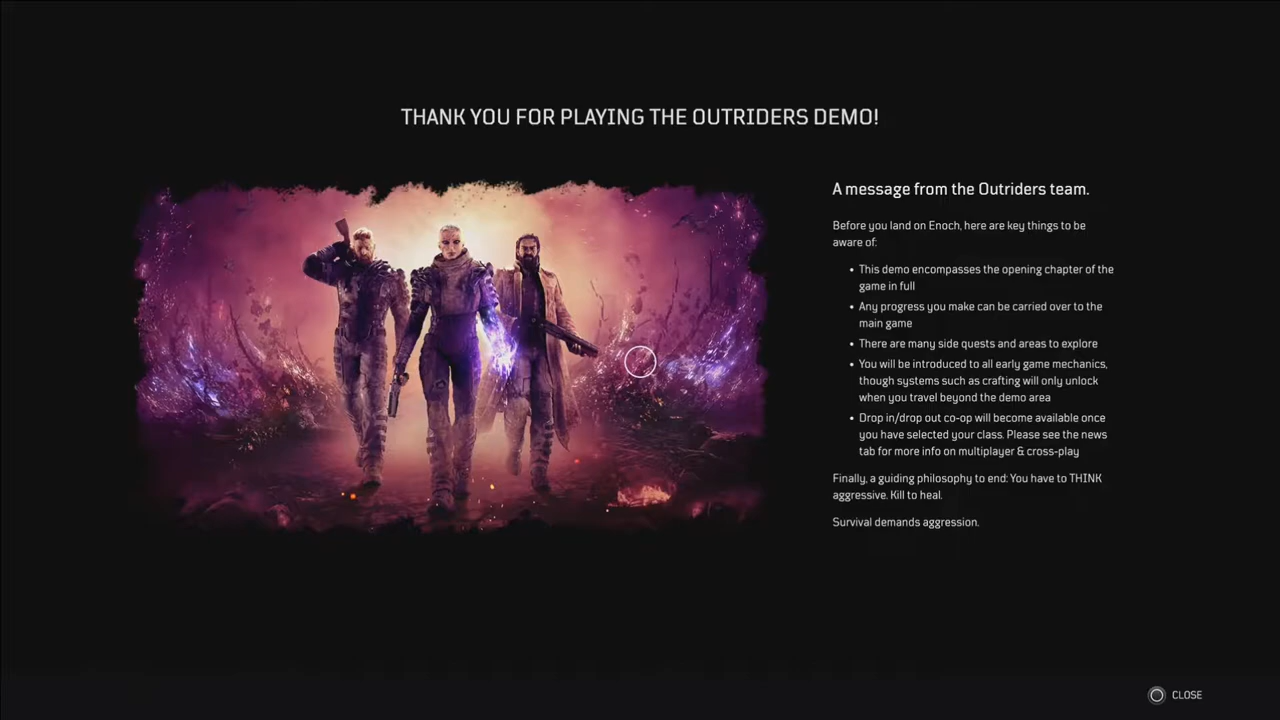 THANK YOU FOR PLAYING THE OUTRIDERS DEMO!
A message from the Outriders team.
Before you land on Enoch, here are key things to be
aware of:
• This demo encompasses the opening chapter of the
game in full
• Any progress you make can be carried over to the
main game
• There are many side quests and areas to explore
• You will be introduced to all early game mechanics,
though systems such as crafting will only unlock
when you travel beyond the demo area
• Drop in/drop out co-op will become available once
you have selected your class. Please see the news
tab for more info on multiplayer & cross-play
Finally, a guiding philosophy to end: You have to THINK
aggressive. Kill to heal.
Survival demands aggression.
CLOSE